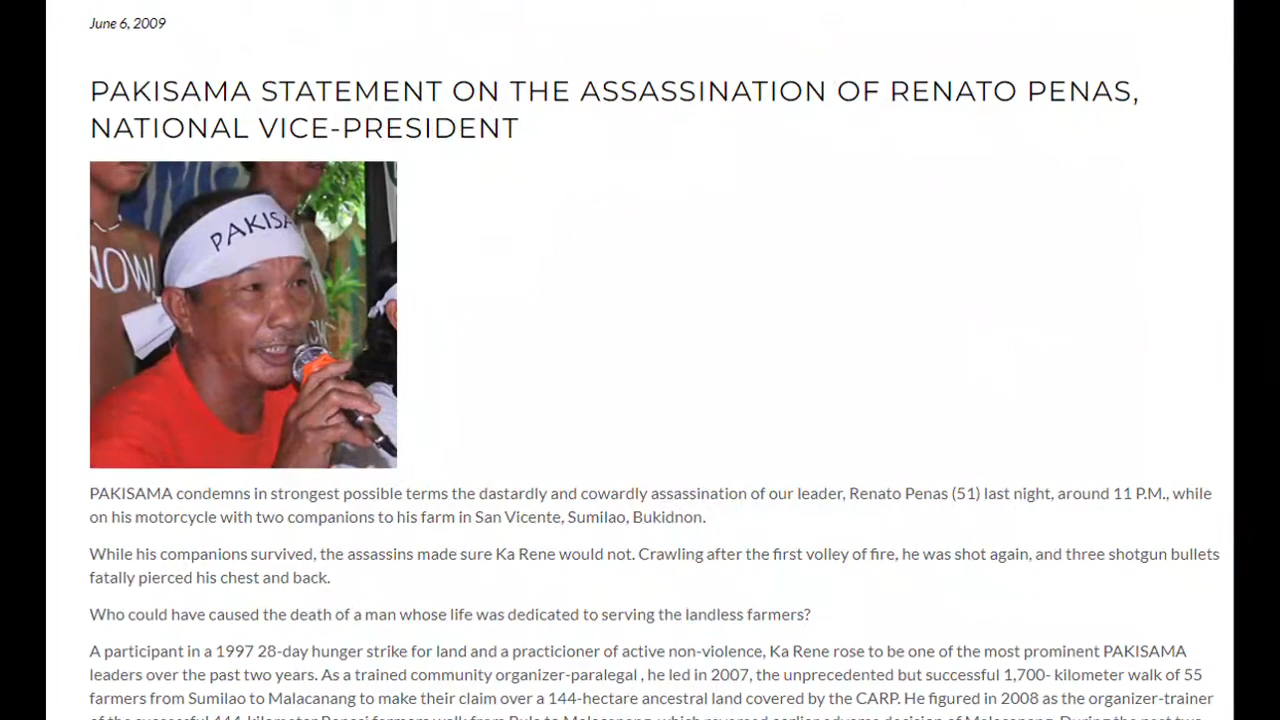 June 6, 2009
PAKISAMA STATEMENT ON THE ASSASSINATION OF RENATO PENAS,
NATIONAL VICE-PRESIDENT
PAKISA
NOW!
PAKISAMA condemns in strongest possible terms the dastardly and cowardly assassination of our leader, Renato Penas (51) last night, around 11 P.M., while
on his motorcycle with two companions to his farm in San Vicente, Sumilao, Bukidnon.
While his companions survived, the assassins made sure Ka Rene would not. Crawling after the first volley of fire, he was shot again, and three shotgun bullets
fatally pierced his chest and back.
Who could have caused the death of a man whose life was dedicated to serving the landless farmers?
A participant in a 1997 28-day hunger strike for land and a practicioner of active non-violence, Ka Rene rose to be one of the most prominent PAKISAMA
leaders over the past two years. As a trained community organizer-paralegal , he led in 2007, the unprecedented but successful 1,700- kilometer walk of 55
farmers from Sumilao to Malacanang to make their claim over a 144-hectare ancestral land covered by the CARP. He figured in 2008 as the organizer-trainer